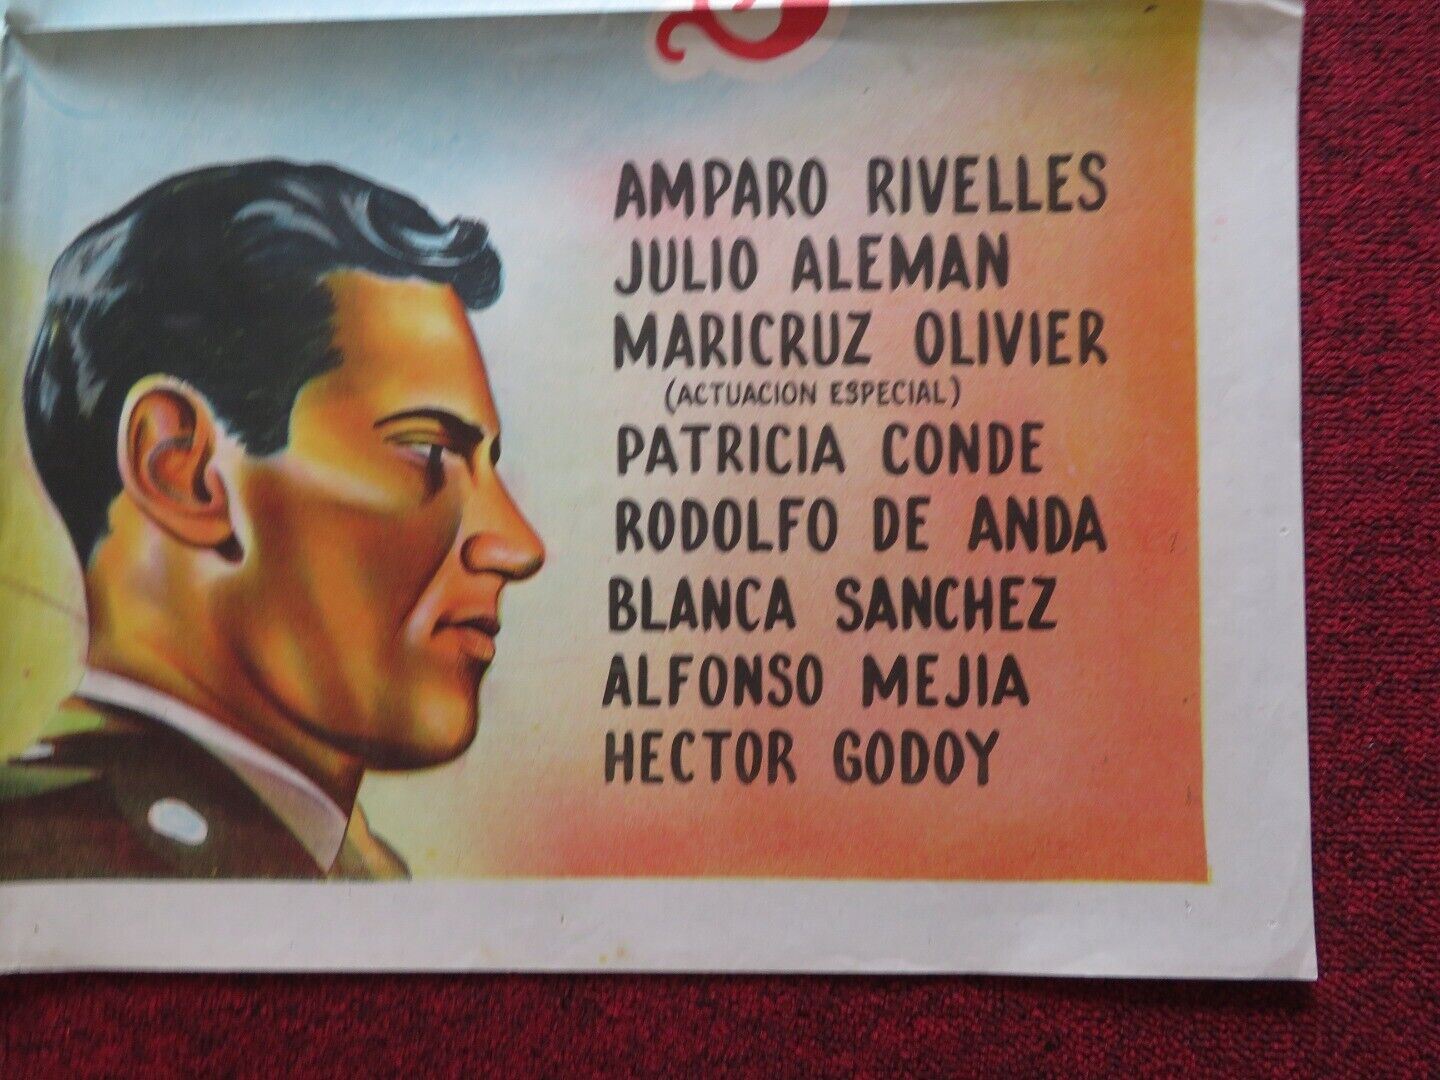 AMPARO RIVELLES
JULIO ALEMAN
MARICRUZ OLIVIER
(ACTUACION ESPECIAL)
PATRICIA CONDE
RODOLFO DE ANDA
BLANCA SANCHEZ
ALFONSO MEJIA
HECTOR GODOY